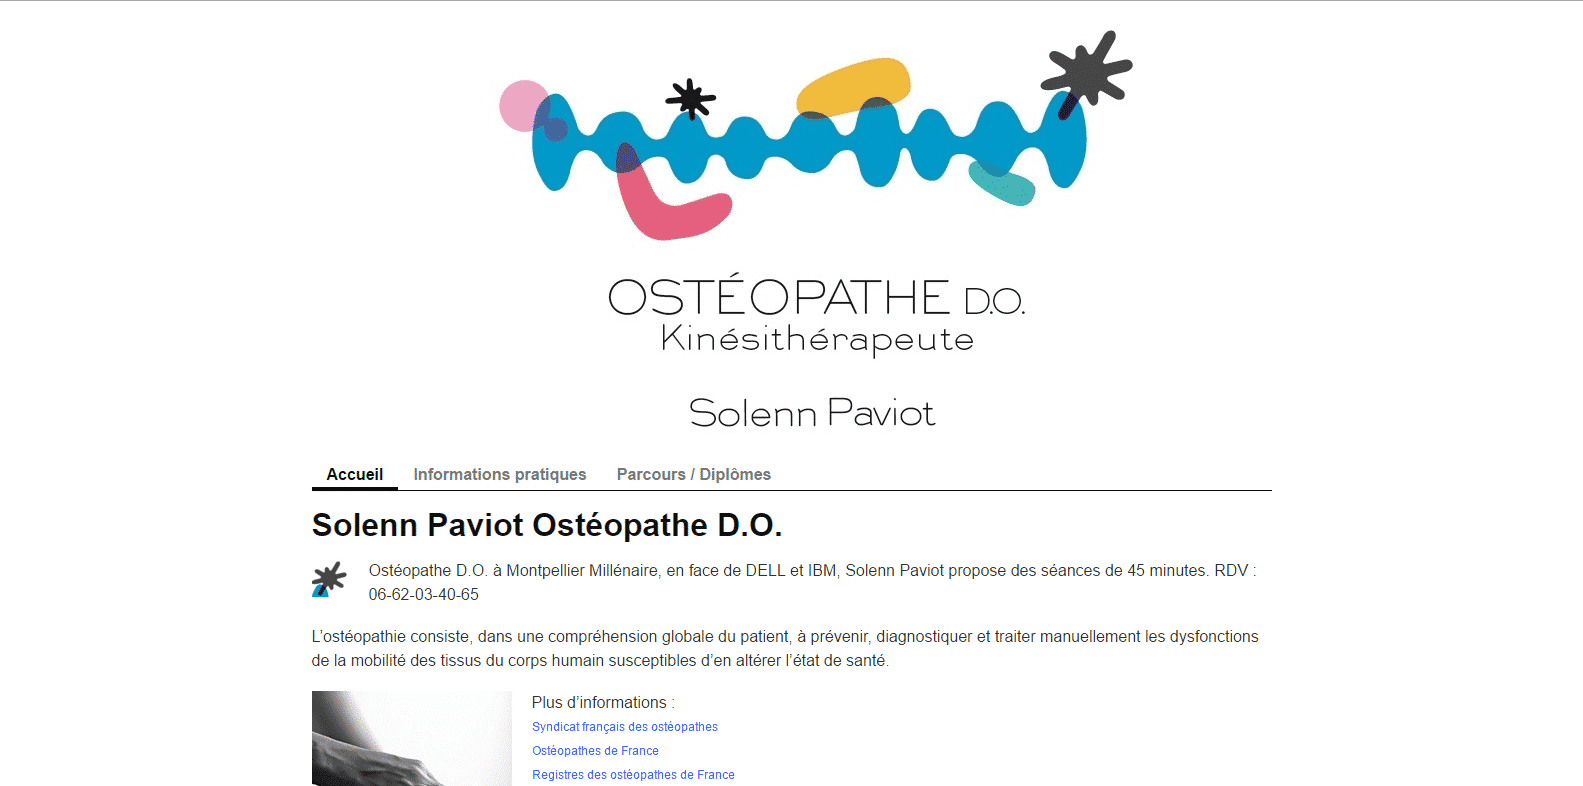 OSTÉOPATHE D.O.
Kinésithérapeute
Solenn Paviot
Accueil Informations pratiques Parcours / Diplômes
Solenn Paviot Ostéopathe D.O.
Ostéopathe D.O. à Montpellier Millénaire, en face de DELL et IBM, Solenn Paviot propose des séances de 45 minutes. RDV :
06-62-03-40-65
L’ostéopathie consiste, dans une compréhension globale du patient, à prévenir, diagnostiquer et traiter manuellement les dysfonctions
de la mobilité des tissus du corps humain susceptibles d’en altérer l’état de santé.
Plus d’informations :
Syndicat français des ostéopathes
Ostéopathes de France
Registres des ostéopathes de France